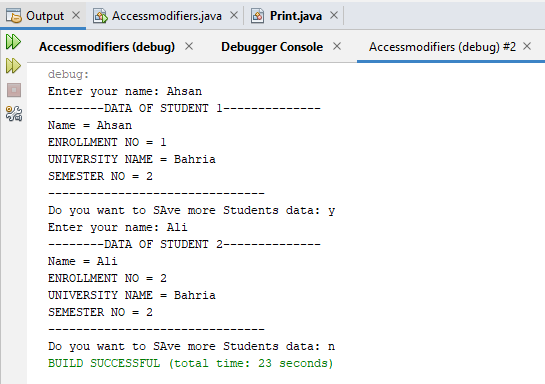 Output × Accessmodifiers.java × Print.java ×
Accessmodifiers (debug) × Debugger Console × Accessmodifiers (debug) #2 ×
debug:
Enter your name: Ahsan
--------DATA OF STUDENT 1--------------
Name = Ahsan
ENROLLMENT NO = 1
UNIVERSITY NAME = Bahria
SEMESTER NO = 2
-------------------------------
Do you want to SAve more Students data: y
Enter your name: Ali
--------DATA OF STUDENT 2--------------
Name = Ali
ENROLLMENT NO = 2
UNIVERSITY NAME = Bahria
SEMESTER NO = 2
-------------------------------
Do you want to SAve more Students data: n
BUILD SUCCESSFUL (total time: 23 seconds)